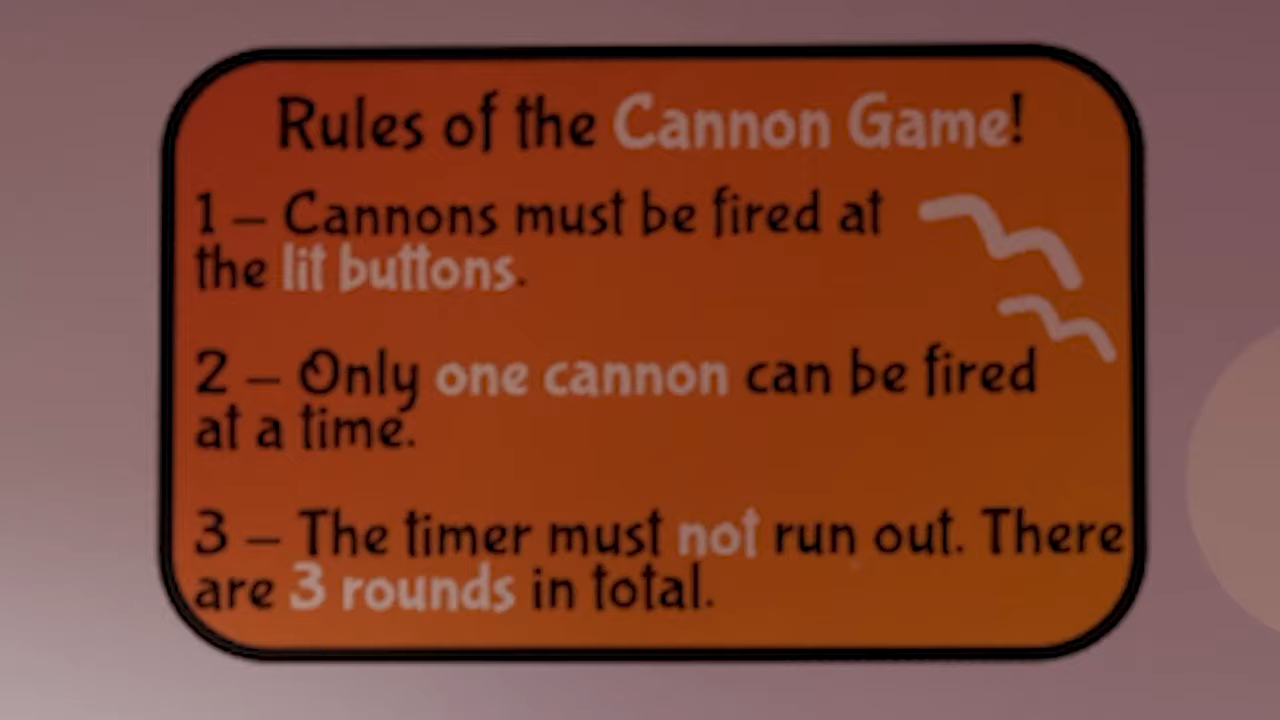 Rules of the Cannon Game!
1 – Cannons must be fired at
the lit buttons.
2 – Only one cannon can be fired
at a time.
3 – The timer must not run out. There
are 3 rounds in total.